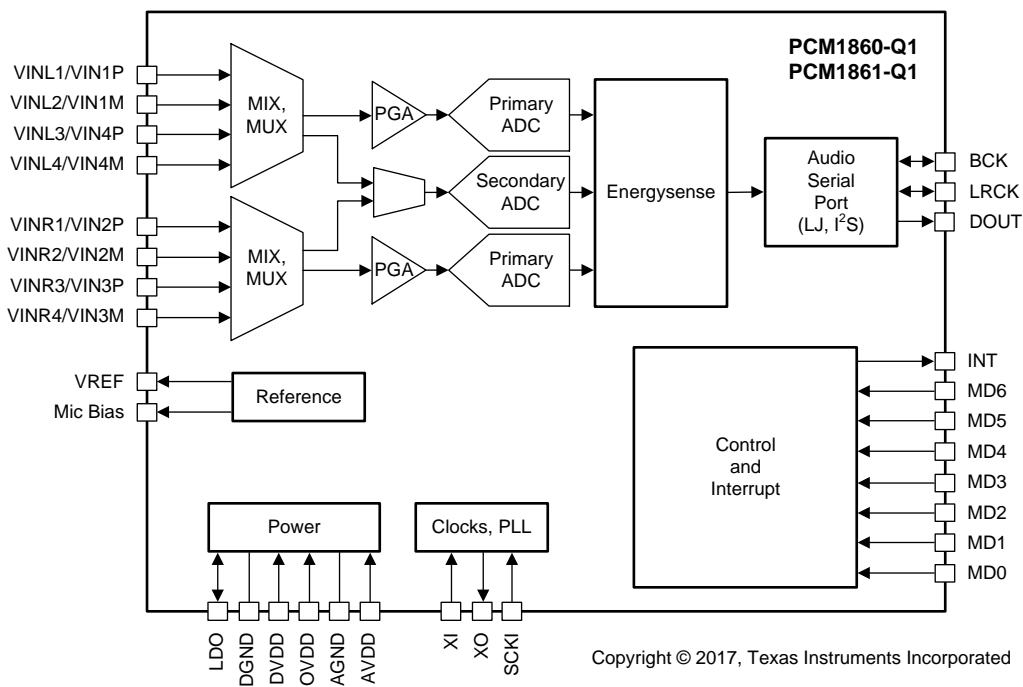 PCM1860-Q1
PCM1861-Q1
VINL1/VIN1P
VINL2/VIN1M
VINL3/VIN4P
VINL4/VIN4M
VINR1/VIN2P
VINR2/VIN2M
VINR3/VIN3P
VINR4/VIN3M
MIX,
MUX
MIX,
MUX
PGA
PGA
Primary
ADC
Secondary
ADC
Primary
ADC
Energysense
Audio
Serial
Port
(LJ, I²S)
BCK
LRCK
DOUT
VREF
Mic Bias
Reference
Control
and
Interrupt
INT
MD6
MD5
MD4
MD3
MD2
MD1
MD0
Power
Clocks, PLL
LDO
DGND
DVDD
OVDD
AGND
AVDD
XI
XO
SCKI
Copyright © 2017, Texas Instruments Incorporated